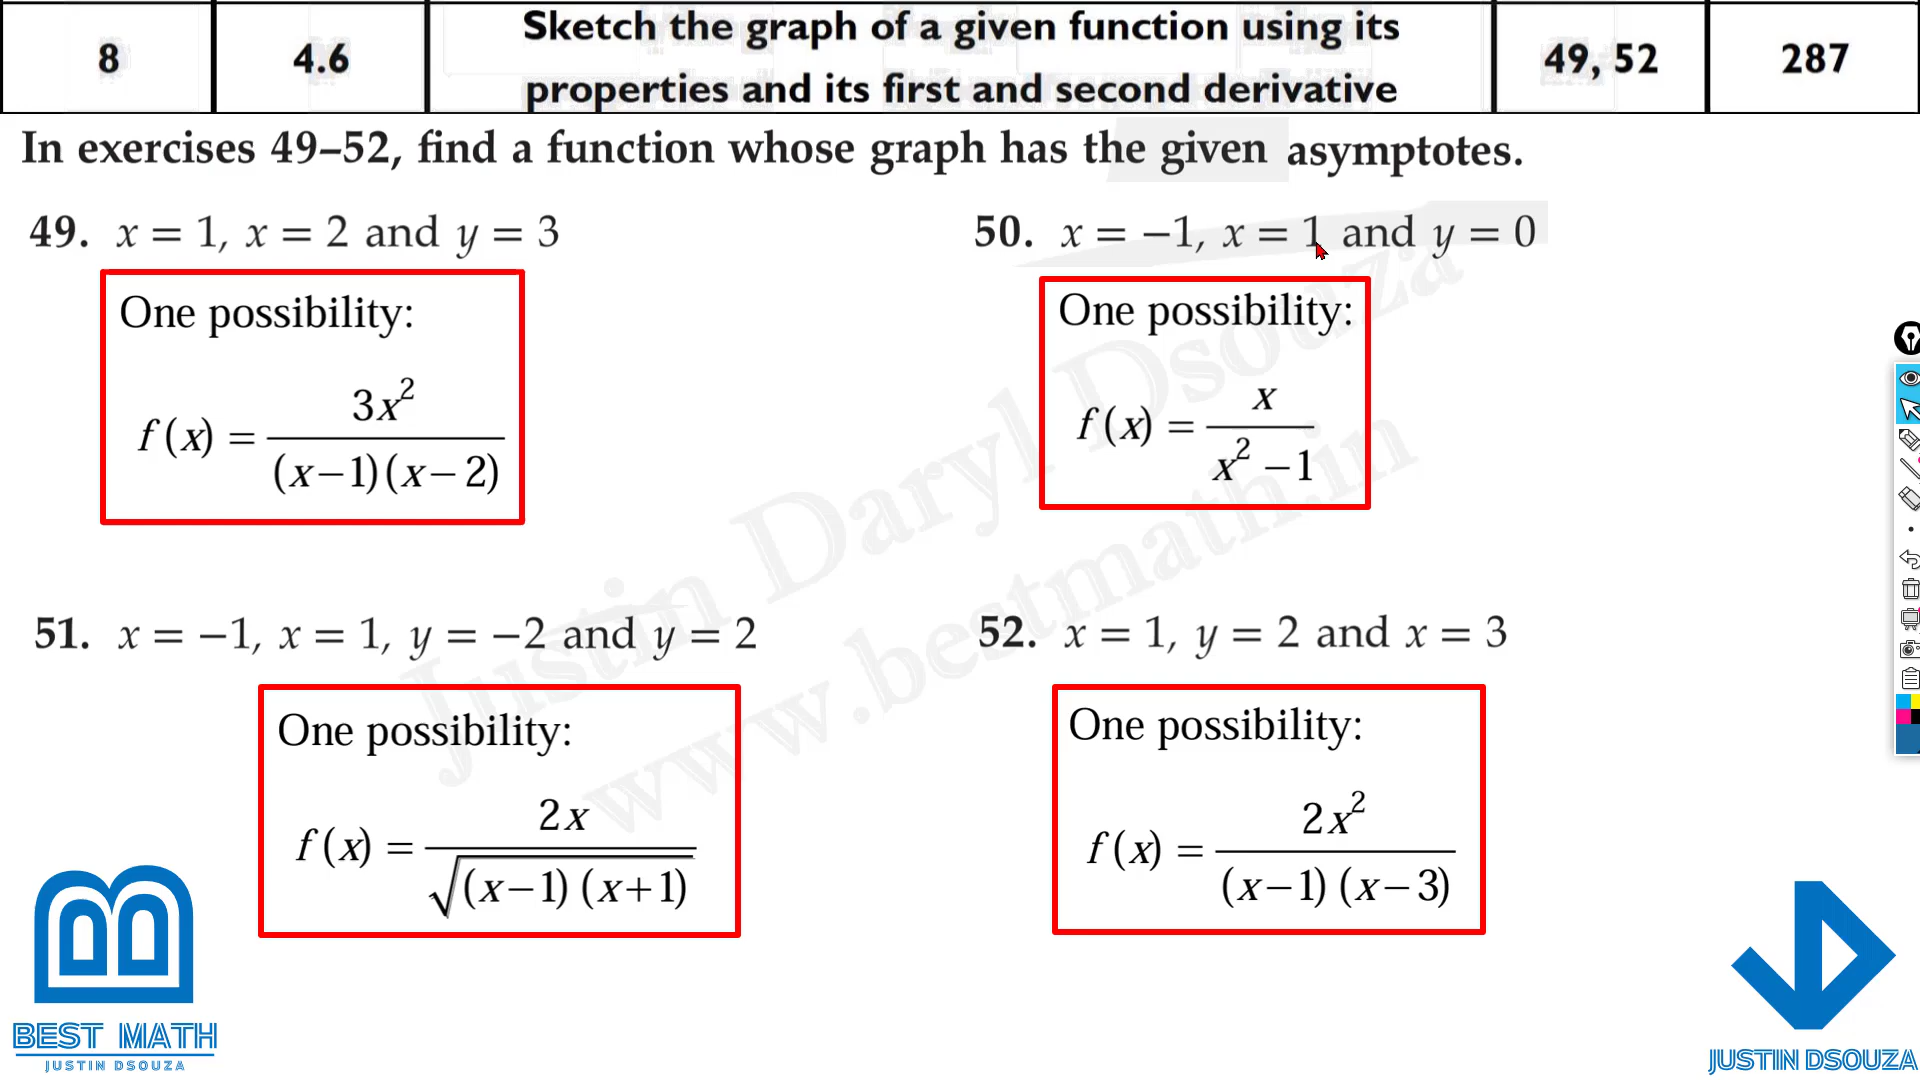 8
4.6
Sketch the graph of a given function using its
properties and its first and second derivative
49, 52
287
In exercises 49–52, find a function whose graph has the given asymptotes.
49. x = 1, x = 2 and y = 3
One possibility:
f(x) = 3x² / (x−1)(x−2)
50. x = −1, x = 1 and y = 0
One possibility:
f(x) = x / x² −1
51. x = −1, x = 1, y = −2 and y = 2
One possibility:
f(x) = 2x / √(x−1)(x+1)
52. x = 1, y = 2 and x = 3
One possibility:
f(x) = 2x² / (x−1)(x−3)
Justin Daryl Dsouza
www.bestmath.in
BEST MATH
JUSTIN DSOUZA
JUSTIN DSOUZA